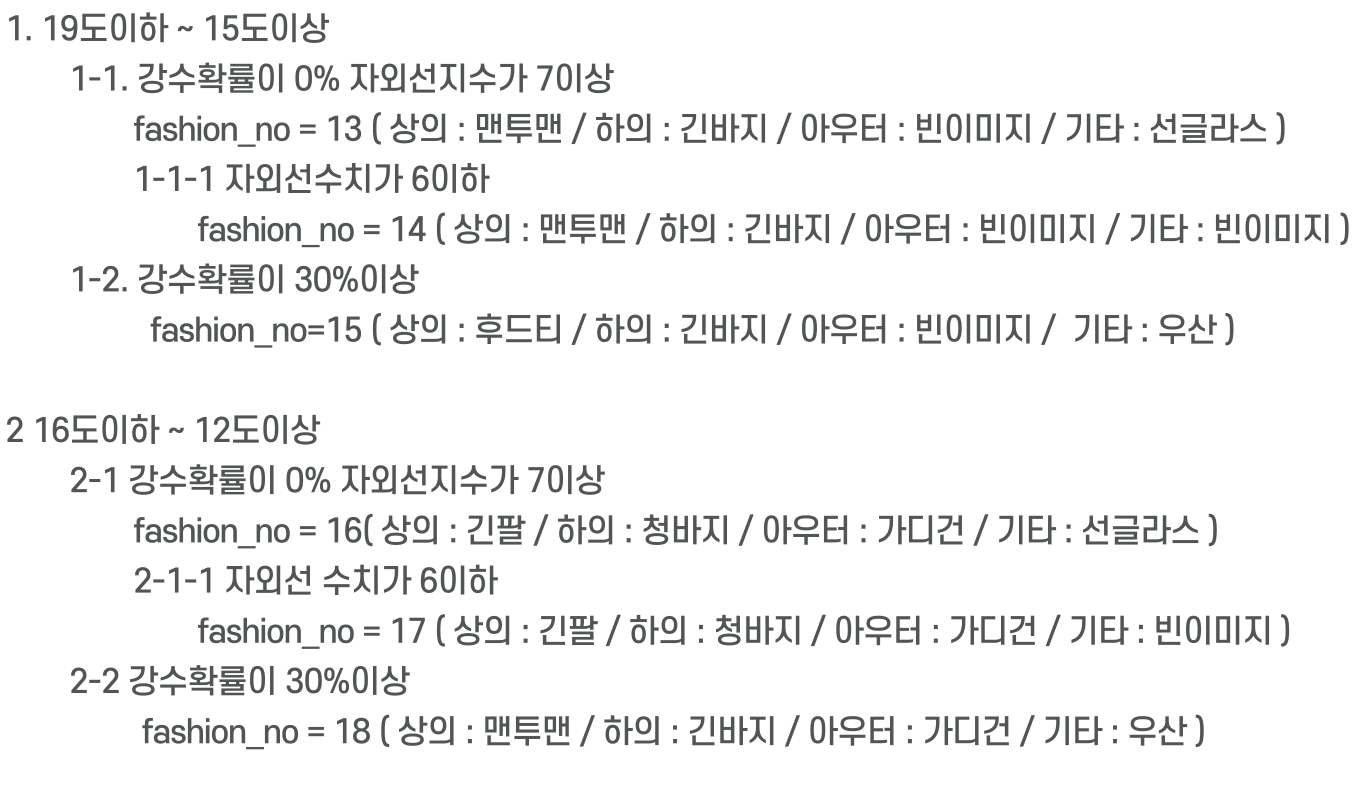 1. 19도이하 ~ 15도이상
1-1. 강수확률이 0% 자외선지수가 7이상
fashion_no = 13 ( 상의 : 맨투맨 / 하의 : 긴바지 / 아우터 : 빈이미지 / 기타 : 선글라스 )
1-1-1 자외선수치가 6이하
fashion_no = 14 ( 상의 : 맨투맨 / 하의 : 긴바지 / 아우터 : 빈이미지 / 기타 : 빈이미지 )
1-2. 강수확률이 30%이상
fashion_no=15 ( 상의 : 후드티 / 하의 : 긴바지 / 아우터 : 빈이미지 /  기타 : 우산 )
2 16도이하 ~ 12도이상
2-1 강수확률이 0% 자외선지수가 7이상
fashion_no = 16( 상의 : 긴팔 / 하의 : 청바지 / 아우터 : 가디건 / 기타 : 선글라스 )
2-1-1 자외선 수치가 6이하
fashion_no = 17 ( 상의 : 긴팔 / 하의 : 청바지 / 아우터 : 가디건 / 기타 : 빈이미지 )
2-2 강수확률이 30%이상
fashion_no = 18 ( 상의 : 맨투맨 / 하의 : 긴바지 / 아우터 : 가디건 / 기타 : 우산 )